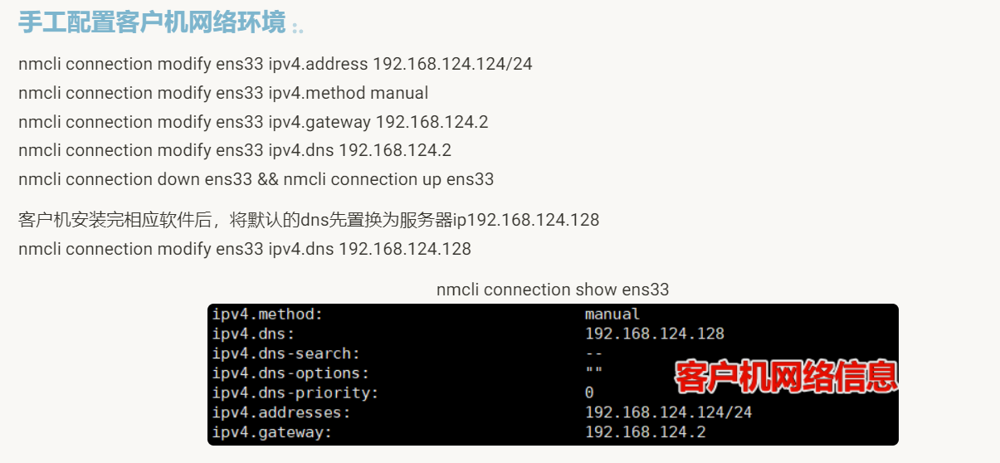 手工配置客户机网络环境 :.
nmcli connection modify ens33 ipv4.address 192.168.124.124/24
nmcli connection modify ens33 ipv4.method manual
nmcli connection modify ens33 ipv4.gateway 192.168.124.2
nmcli connection modify ens33 ipv4.dns 192.168.124.2
nmcli connection down ens33 && nmcli connection up ens33
客户机安装完相应软件后，将默认的dns先置换为服务器ip192.168.124.128
nmcli connection modify ens33 ipv4.dns 192.168.124.128
nmcli connection show ens33
ipv4.method: manual
ipv4.dns: 192.168.124.128
ipv4.dns-search: --
ipv4.dns-options: ""
客户机网络信息
ipv4.dns-priority: 0
ipv4.addresses: 192.168.124.124/24
ipv4.gateway: 192.168.124.2